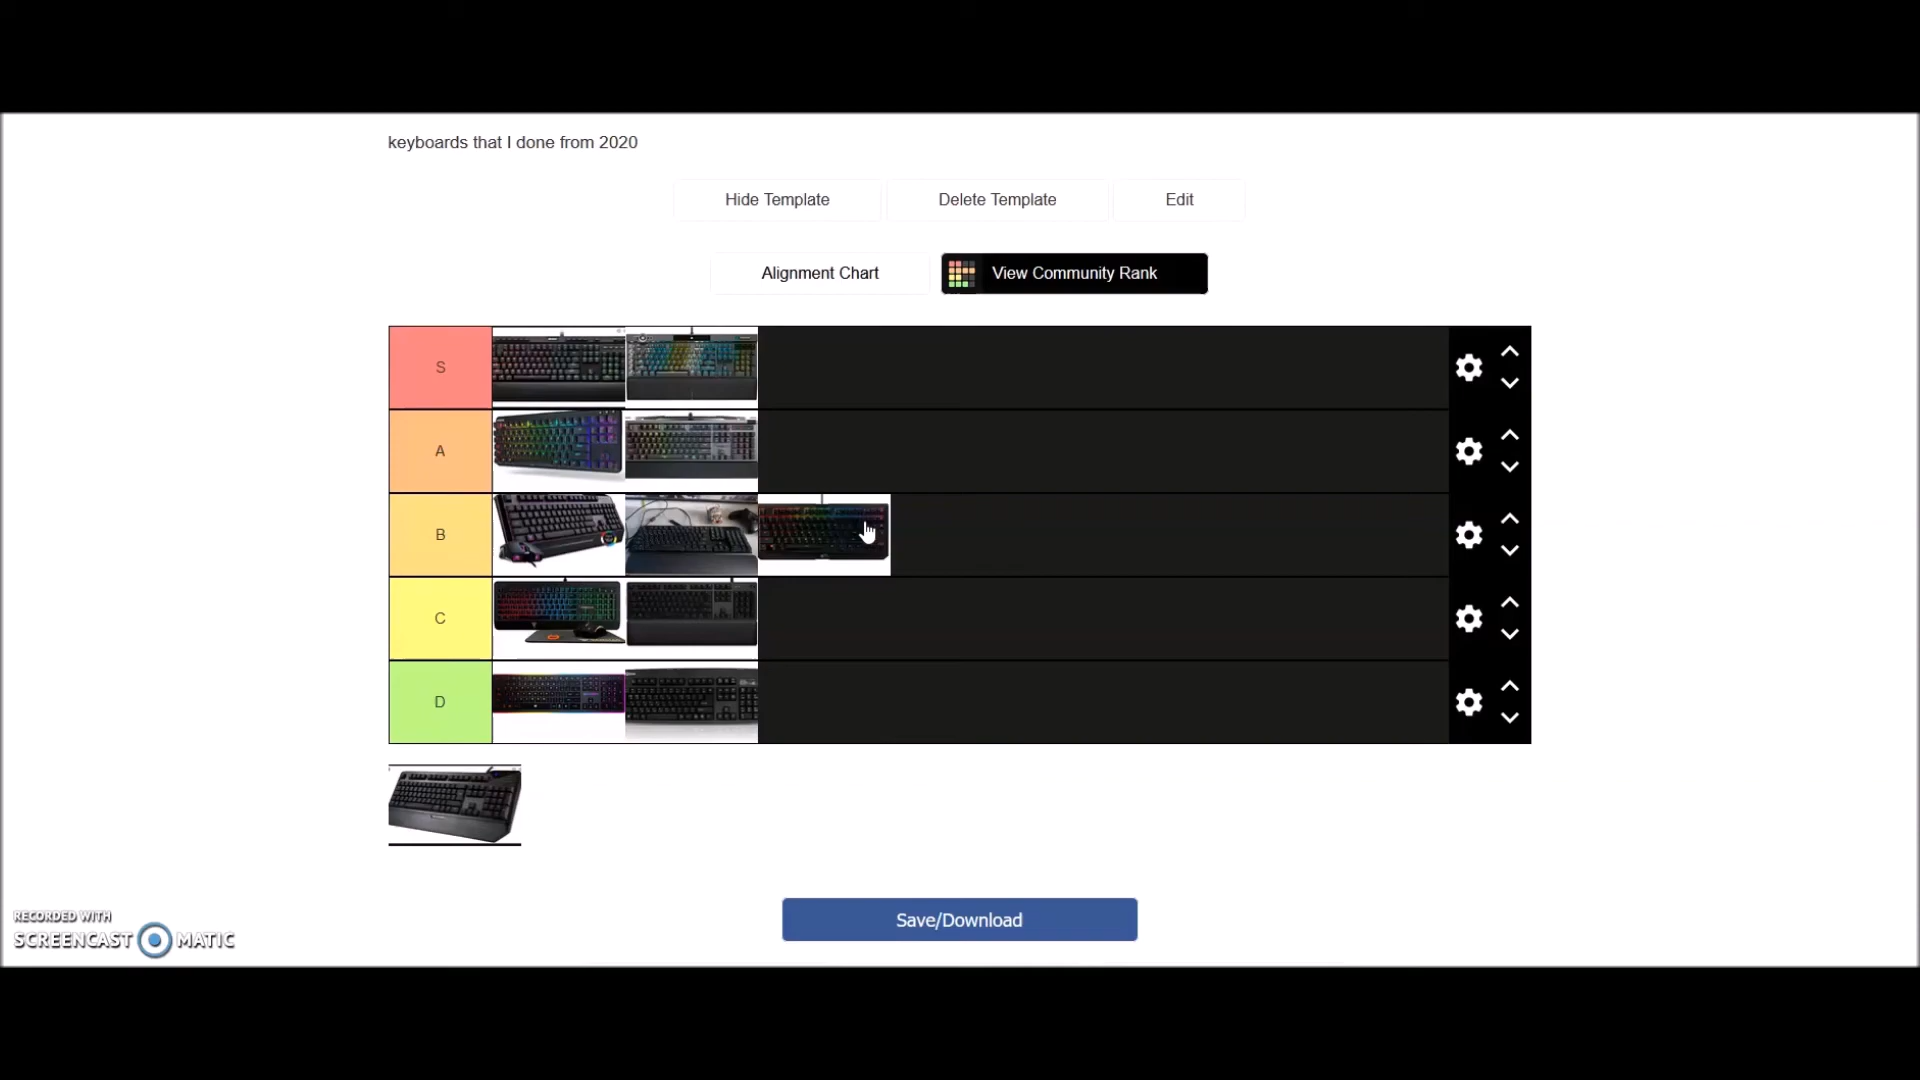 keyboards that I done from 2020
Hide Template
Delete Template
Edit
Alignment Chart
View Community Rank
S
A
B
C
D
Save/Download
RECORDED WITH
SCREENCAST MATIC